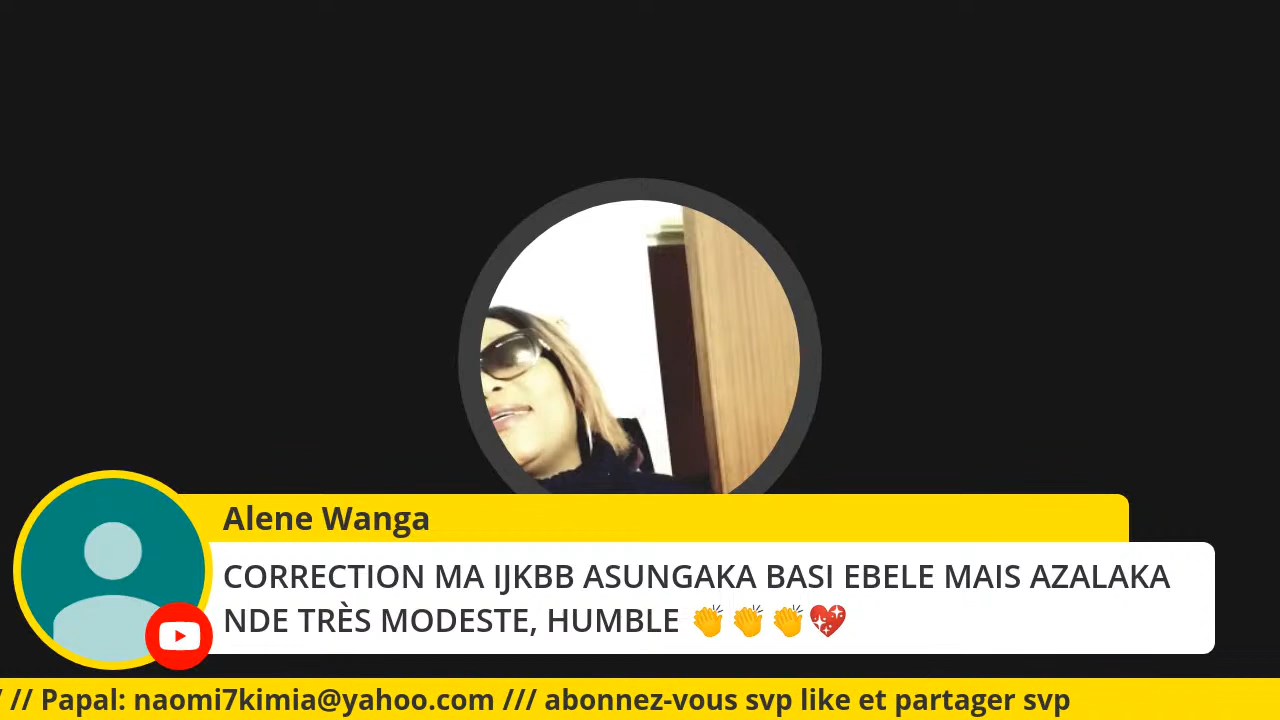 Alene Wanga
CORRECTION MA IJKBB ASUNGAKA BASI EBELE MAIS AZALAKA
NDE TRÈS MODESTE, HUMBLE 👏👏👏💖
/ // Papal: naomi7kimia@yahoo.com /// abonnez-vous svp like et partager svp